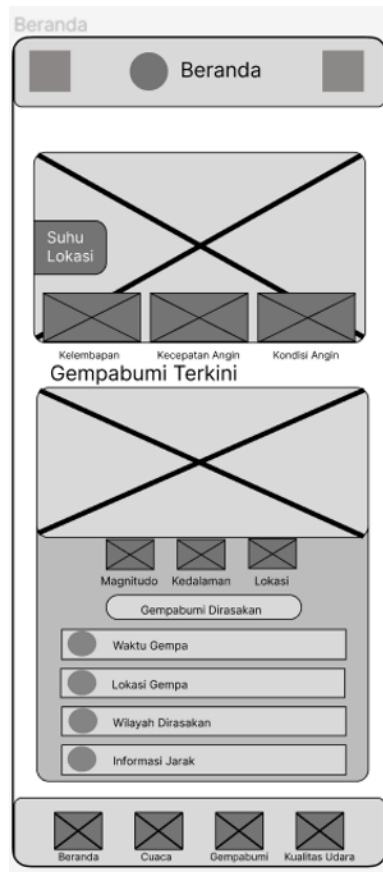 Beranda
Beranda
Suhu
Lokasi
Kelembapan Kecepatan Angin Kondisi Angin
Gempabumi Terkini
Magnitudo Kedalaman Lokasi
Gempabumi Dirasakan
Waktu Gempa
Lokasi Gempa
Wilayah Dirasakan
Informasi Jarak
Beranda Cuaca Gempabumi Kualitas Udara